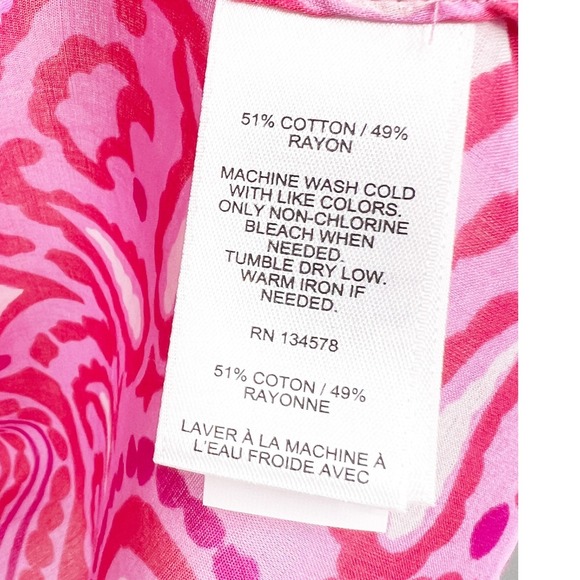 51% COTTON / 49%
RAYON
MACHINE WASH COLD
WITH LIKE COLORS.
ONLY NON-CHLORINE
BLEACH WHEN
NEEDED.
TUMBLE DRY LOW.
WARM IRON IF
NEEDED.
RN 134578
51% COTON / 49%
RAYONNE
LAVER À LA MACHINE À
L'EAU FROIDE AVEC